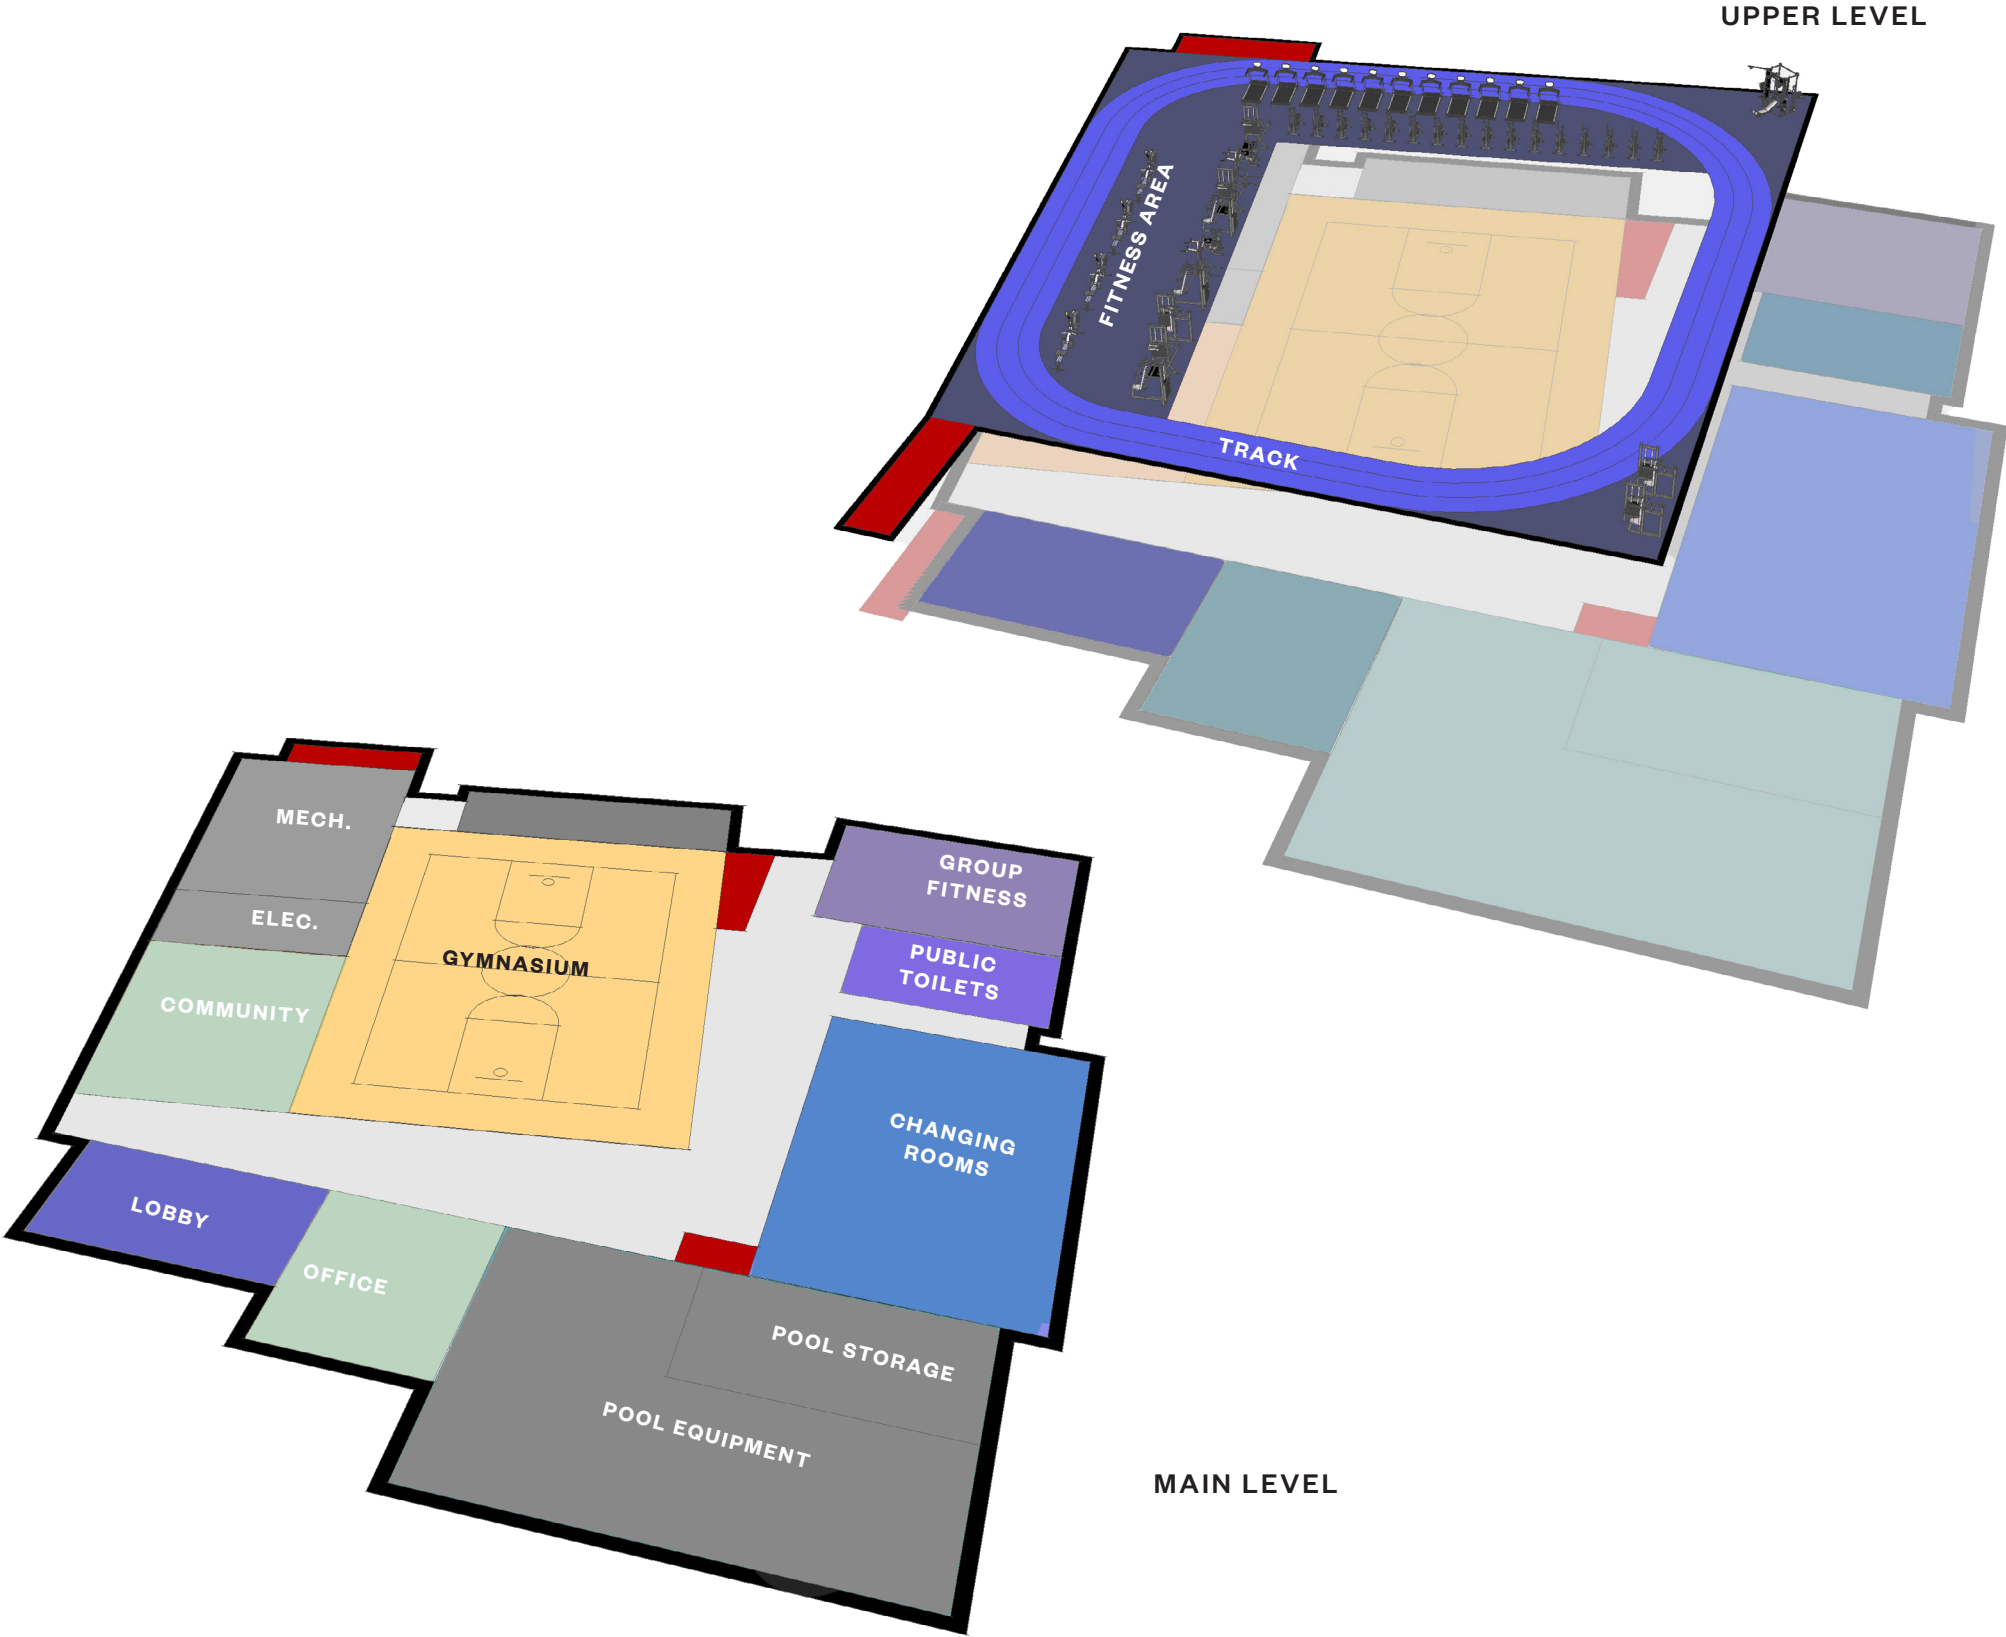 UPPER LEVEL
FITNESS AREA
TRACK
MECH.
ELEC.
COMMUNITY
GYMNASIUM
GROUP
FITNESS
PUBLIC
TOILETS
CHANGING
ROOMS
LOBBY
OFFICE
POOL STORAGE
POOL EQUIPMENT
MAIN LEVEL